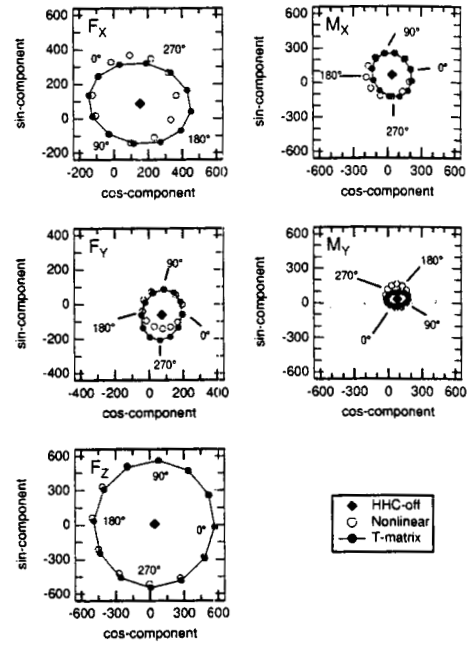 F_X
sin-component
600
400
200
0
-200
0°
270°
90°
180°
-200 0 200 400 600
cos-component
M_X
sin-component
600
300
0
-300
-600
90°
180°
0°
270°
-600 -300 0 300 600
cos-component
F_Y
sin-component
400
200
0
-200
-400
90°
180°
0°
270°
-400 -200 0 200 400
cos-component
M_Y
sin-component
600
300
0
-300
-600
270°
180°
0°
90°
-600 -300 0 300 600
cos-component
F_Z
sin-component
600
300
0
-300
-600
90°
180°
0°
270°
-600 -300 0 300 600
cos-component
HHC-off
Nonlinear
T-matrix